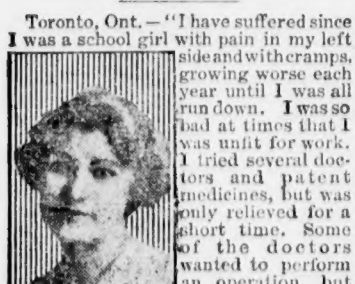 Toronto, Ont. — "I have suffered since
I was a school girl with pain in my left
side and with cramps,
growing worse each
year until I was all
run down. I was so
bad at times that I
was unfit for work.
I tried several doc-
tors and patent
medicines, but was
only relieved for a
short time. Some
of the doctors
wanted to perform
an operation, but